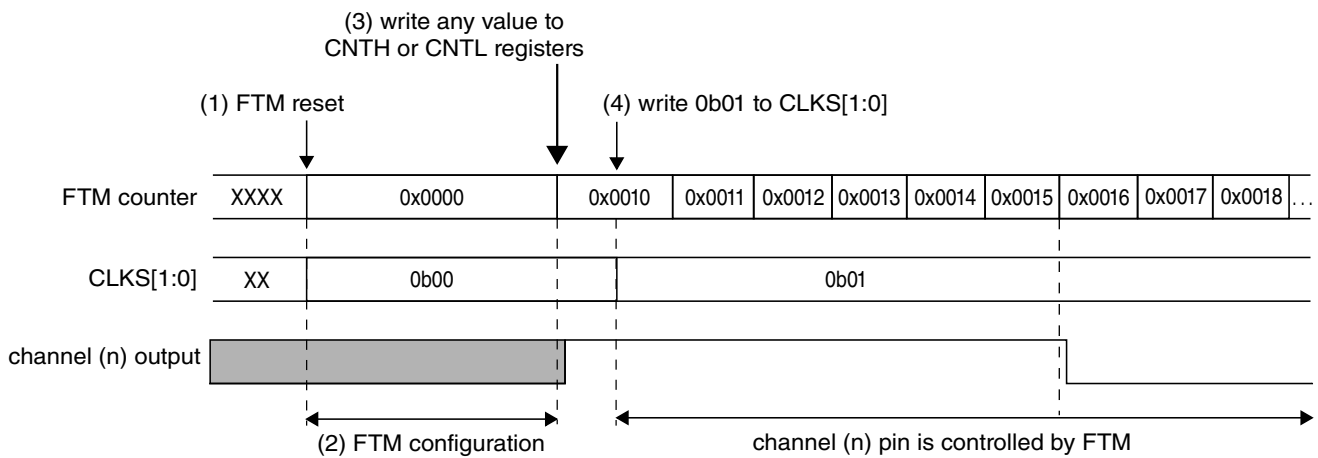 (3) write any value to
CNTH or CNTL registers
(1) FTM reset
(4) write 0b01 to CLKS[1:0]
FTM counter XXXX 0x0000 0x0010 0x0011 0x0012 0x0013 0x0014 0x0015 0x0016 0x0017 0x0018 ...
CLKS[1:0] XX 0b00 0b01
channel (n) output
(2) FTM configuration channel (n) pin is controlled by FTM